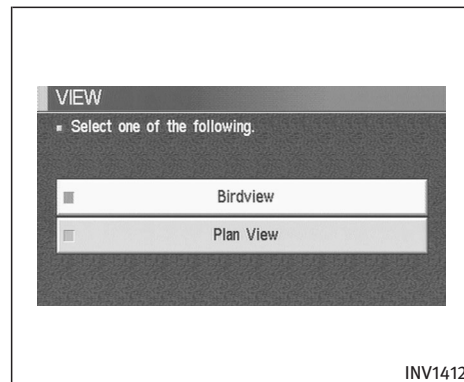 VIEW
Select one of the following.
Birdview
Plan View
INV1412